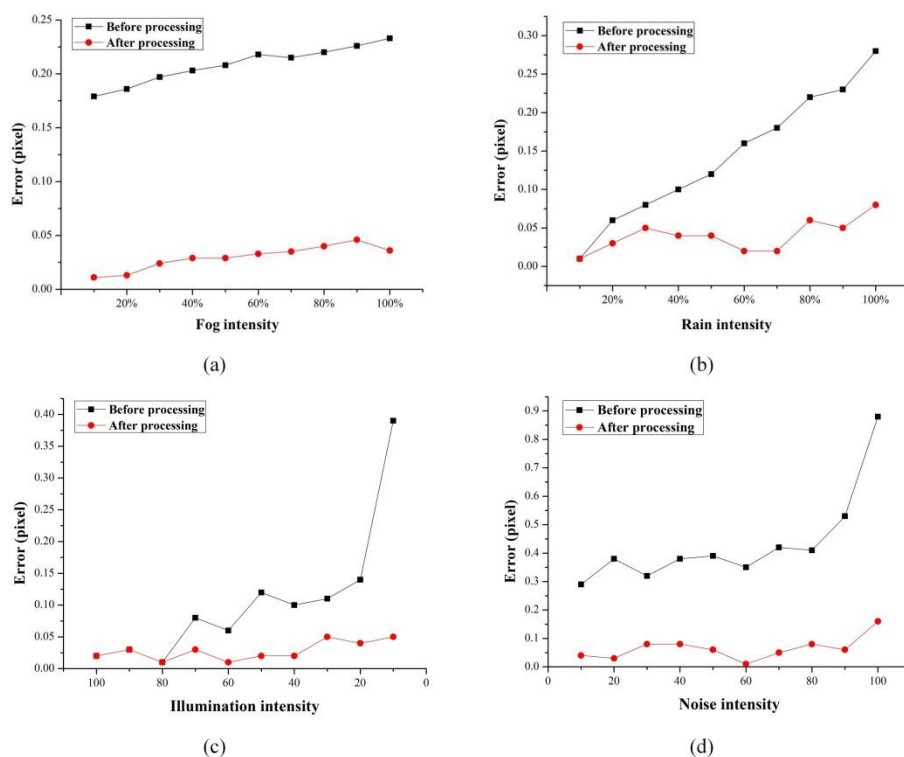 Before processing
After processing
0.25
0.20
0.15
0.10
0.05
0.00
Error (pixel)
20% 40% 60% 80% 100%
Fog intensity
(a)
Before processing
After processing
0.30
0.25
0.20
0.15
0.10
0.05
0.00
Error (pixel)
20% 40% 60% 80% 100%
Rain intensity
(b)
Before processing
After processing
0.40
0.35
0.30
0.25
0.20
0.15
0.10
0.05
0.00
Error (pixel)
100 80 60 40 20 0
Illumination intensity
(c)
Before processing
After processing
0.9
0.8
0.7
0.6
0.5
0.4
0.3
0.2
0.1
0.0
Error (pixel)
0 20 40 60 80 100
Noise intensity
(d)